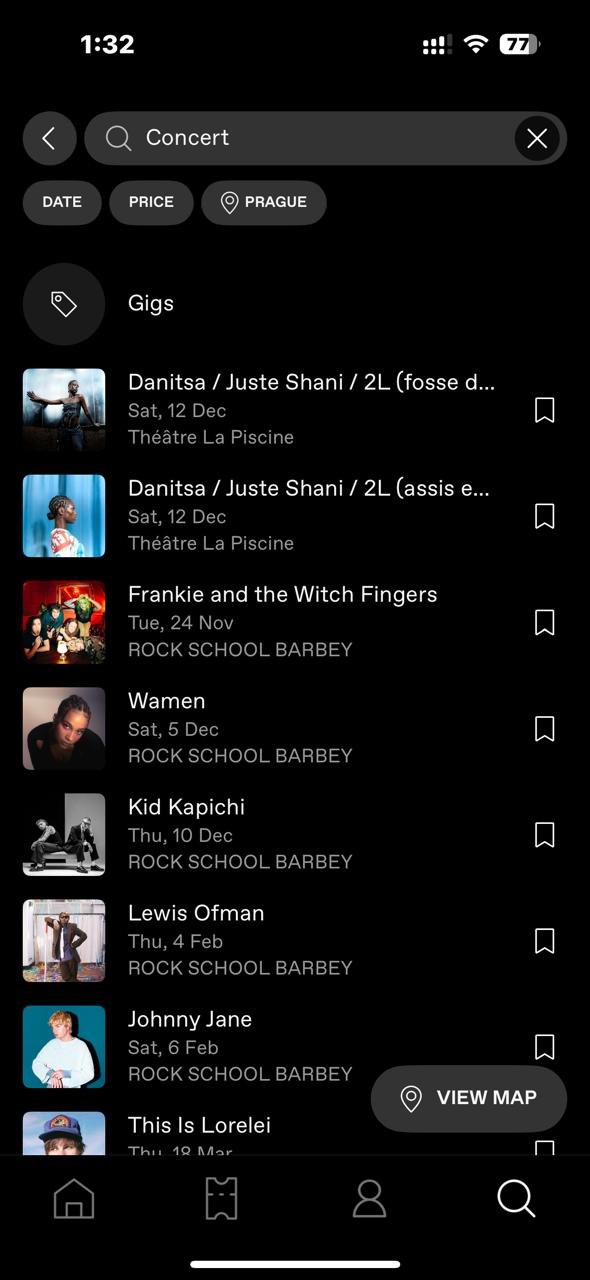 1:32
77
Concert
DATE
PRICE
PRAGUE
Gigs
Danitsa / Juste Shani / 2L (fosse d...
Sat, 12 Dec
Théâtre La Piscine
Danitsa / Juste Shani / 2L (assis e...
Sat, 12 Dec
Théâtre La Piscine
Frankie and the Witch Fingers
Tue, 24 Nov
ROCK SCHOOL BARBEY
Wamen
Sat, 5 Dec
ROCK SCHOOL BARBEY
Kid Kapichi
Thu, 10 Dec
ROCK SCHOOL BARBEY
Lewis Ofman
Thu, 4 Feb
ROCK SCHOOL BARBEY
Johnny Jane
Sat, 6 Feb
ROCK SCHOOL BARBEY
VIEW MAP
This Is Lorelei
Thu, 18 Mar